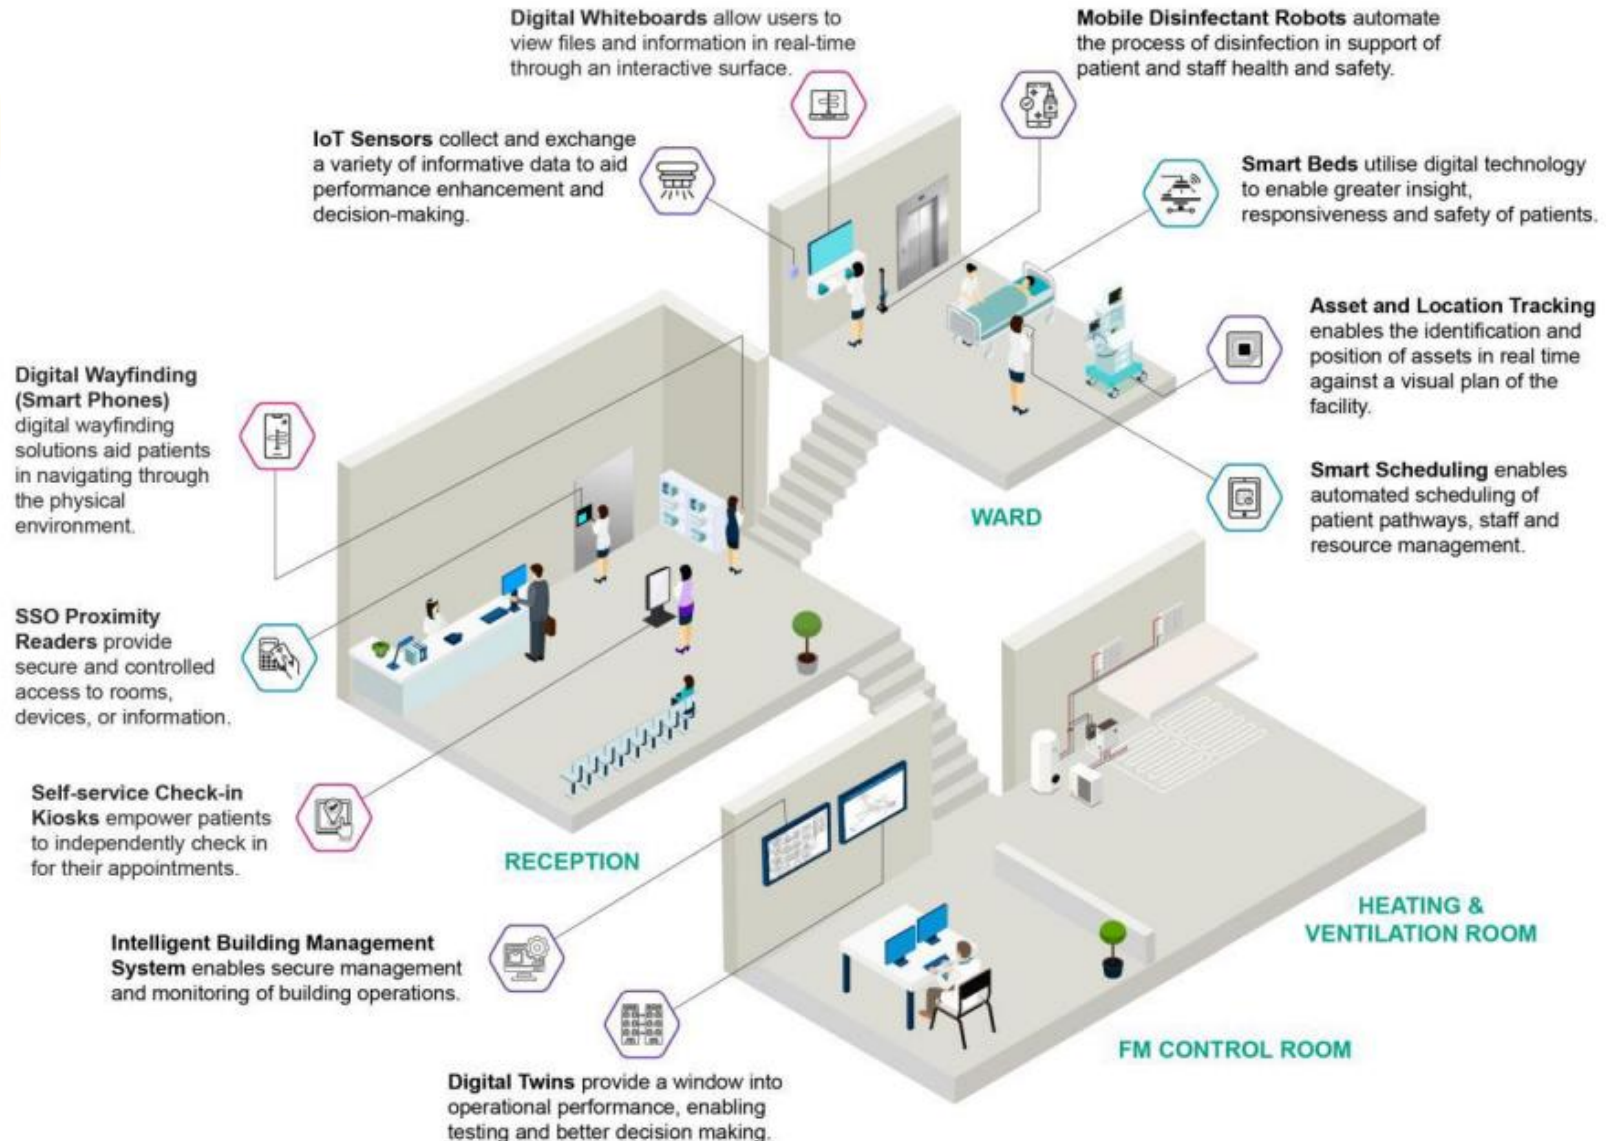 Digital Whiteboards allow users to
view files and information in real-time
through an interactive surface.
Mobile Disinfectant Robots automate
the process of disinfection in support of
patient and staff health and safety.
IoT Sensors collect and exchange
a variety of informative data to aid
performance enhancement and
decision-making.
Smart Beds utilise digital technology
to enable greater insight,
responsiveness and safety of patients.
Asset and Location Tracking
enables the identification and
position of assets in real time
against a visual plan of the
facility.
Digital Wayfinding
(Smart Phones)
digital wayfinding
solutions aid patients
in navigating through
the physical
environment.
Smart Scheduling enables
automated scheduling of
patient pathways, staff and
resource management.
WARD
SSO Proximity
Readers provide
secure and controlled
access to rooms,
devices, or information.
Self-service Check-in
Kiosks empower patients
to independently check in
for their appointments.
RECEPTION
HEATING &
VENTILATION ROOM
Intelligent Building Management
System enables secure management
and monitoring of building operations.
FM CONTROL ROOM
Digital Twins provide a window into
operational performance, enabling
testing and better decision making.